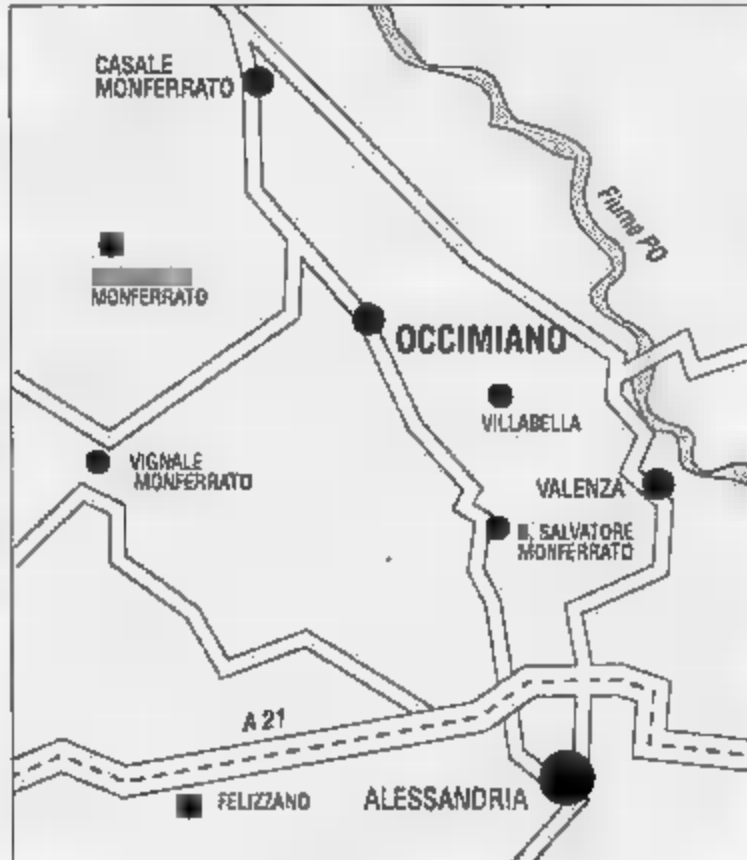 CASALE
MONFERRATO
Fiume PO
MONFERRATO
OCCIMIANO
VILLABELLA
VIGNALE
MONFERRATO
VALENZA
SALVATORE
MONFERRATO
A 21
FELIZZANO
ALESSANDRIA